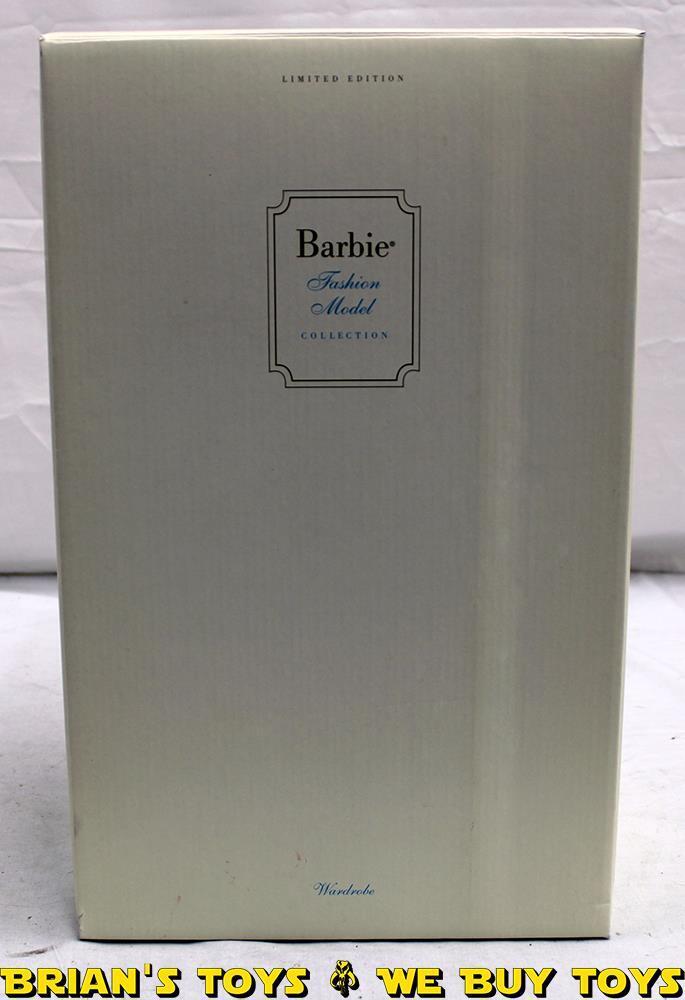 LIMITED EDITION
Barbie®
Fashion
Model
COLLECTION
Wardrobe
BRIAN'S TOYS WE BUY TOYS